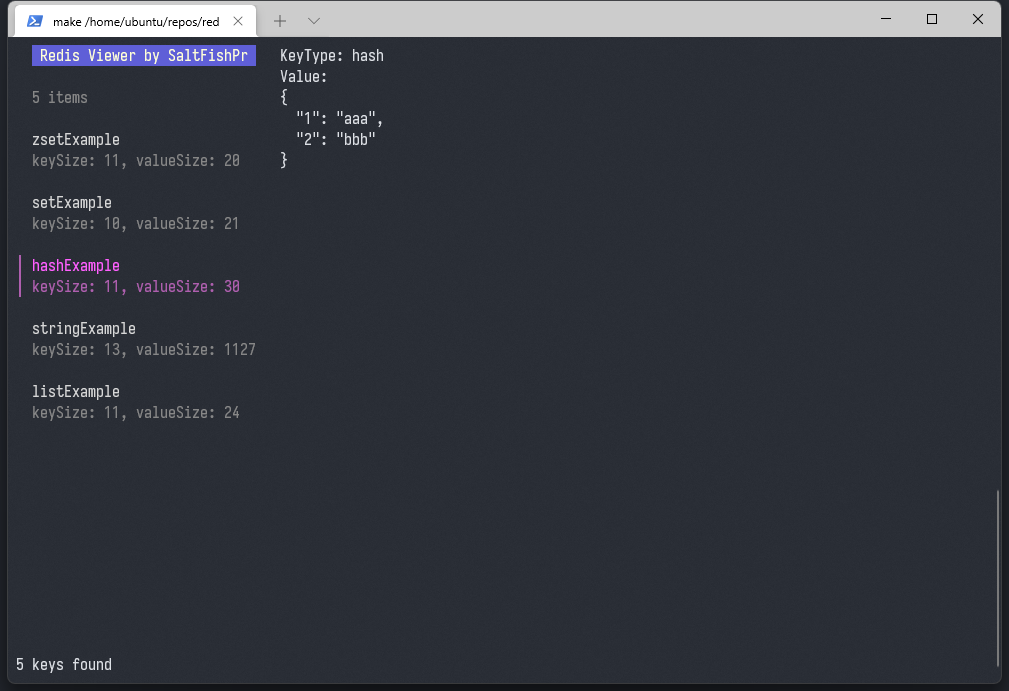 make /home/ubuntu/repos/red
Redis Viewer by SaltFishPr
5 items
zsetExample
keySize: 11, valueSize: 20
setExample
keySize: 10, valueSize: 21
hashExample
keySize: 11, valueSize: 30
stringExample
keySize: 13, valueSize: 1127
listExample
keySize: 11, valueSize: 24
KeyType: hash
Value:
{
  "1": "aaa",
  "2": "bbb"
}
5 keys found